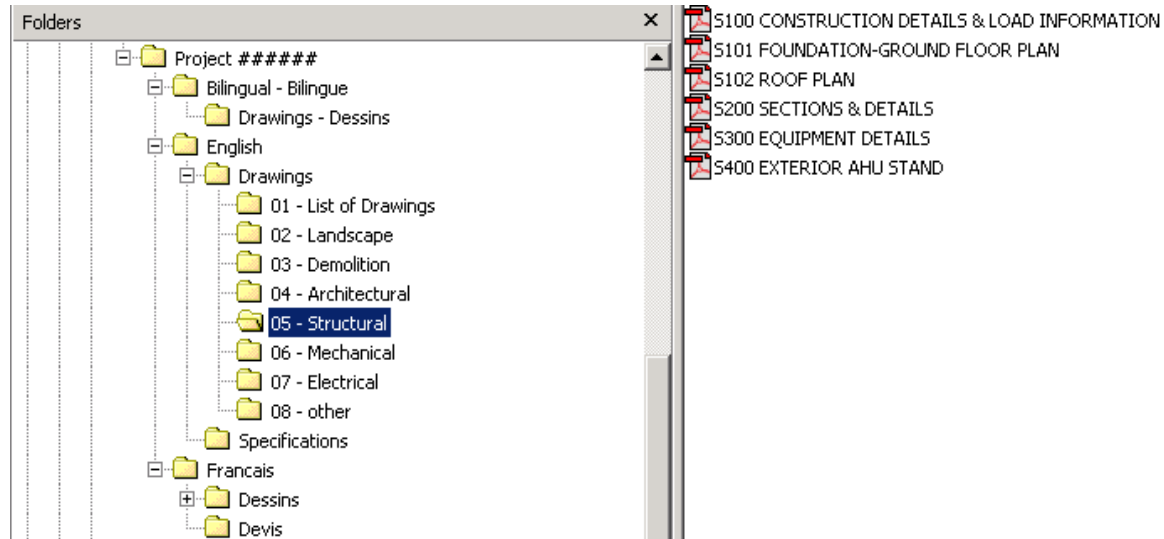 Folders
Project ######
Bilingual - Bilingue
Drawings - Dessins
English
Drawings
01 - List of Drawings
02 - Landscape
03 - Demolition
04 - Architectural
05 - Structural
06 - Mechanical
07 - Electrical
08 - other
Specifications
Francais
Dessins
Devis
S100 CONSTRUCTION DETAILS & LOAD INFORMATION
S101 FOUNDATION-GROUND FLOOR PLAN
S102 ROOF PLAN
S200 SECTIONS & DETAILS
S300 EQUIPMENT DETAILS
S400 EXTERIOR AHU STAND